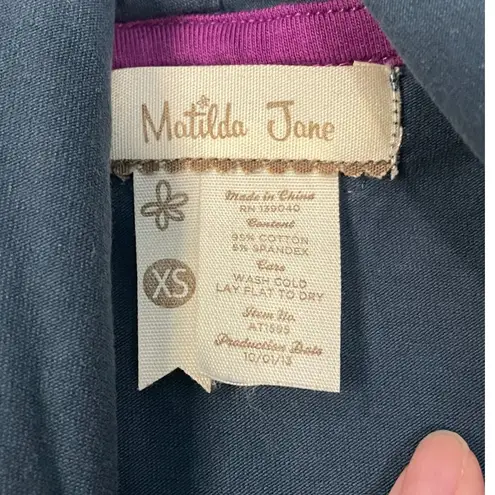 Matilda Jane
XS
Made in China
RN 139040
Content
95% COTTON
5% SPANDEX
Care
WASH COLD
LAY FLAT TO DRY
Item No.
AT1595
Production Date
10/01/13